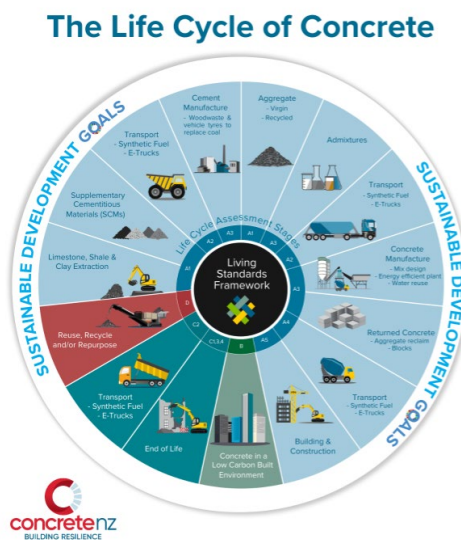 The Life Cycle of Concrete
SUSTAINABLE DEVELOPMENT GOALS
SUSTAINABLE DEVELOPMENT GOALS
Cement
Manufacture
- Woodwaste &
vehicle tyres to
replace coal
Aggregate
- Virgin
- Recycled
Admixtures
Transport
- Synthetic Fuel
- E-Trucks
Concrete
Manufacture
- Mix design
- Energy efficient plant
- Water reuse
Returned Concrete
- Aggregate reclaim
- Blocks
Transport
- Synthetic Fuel
- E-Trucks
Building &
Construction
Concrete in a
Low Carbon Built
Environment
End of Life
Transport
- Synthetic Fuel
- E-Trucks
Reuse, Recycle
and/or Repurpose
Limestone, Shale &
Clay Extraction
Supplementary
Cementitious
Materials (SCMs)
Transport
- Synthetic Fuel
- E-Trucks
Life Cycle Assessment Stages
A1
A2
A3
A1
A3
A2
A3
A4
A5
B
C1,3,4
C2
D
Living
Standards
Framework
concretenz
BUILDING RESILIENCE